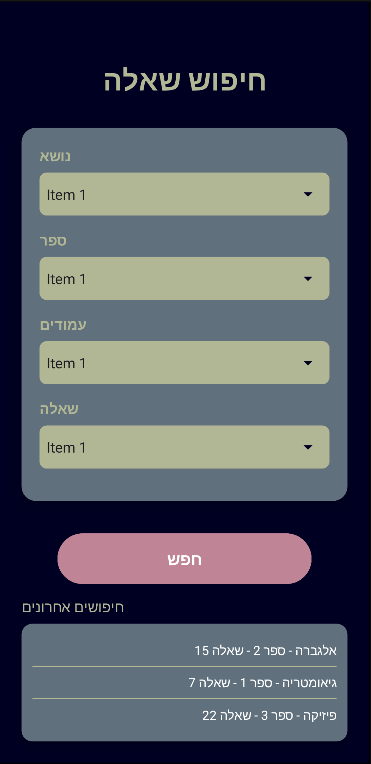 חיפוש שאלה
נושא
Item 1
ספר
Item 1
עמודים
Item 1
שאלה
Item 1
חפש
חיפושים אחרונים
אלגברה - ספר 2 - שאלה 15
גיאומטריה - ספר 1 - שאלה 7
פיזיקה - ספר 3 - שאלה 22